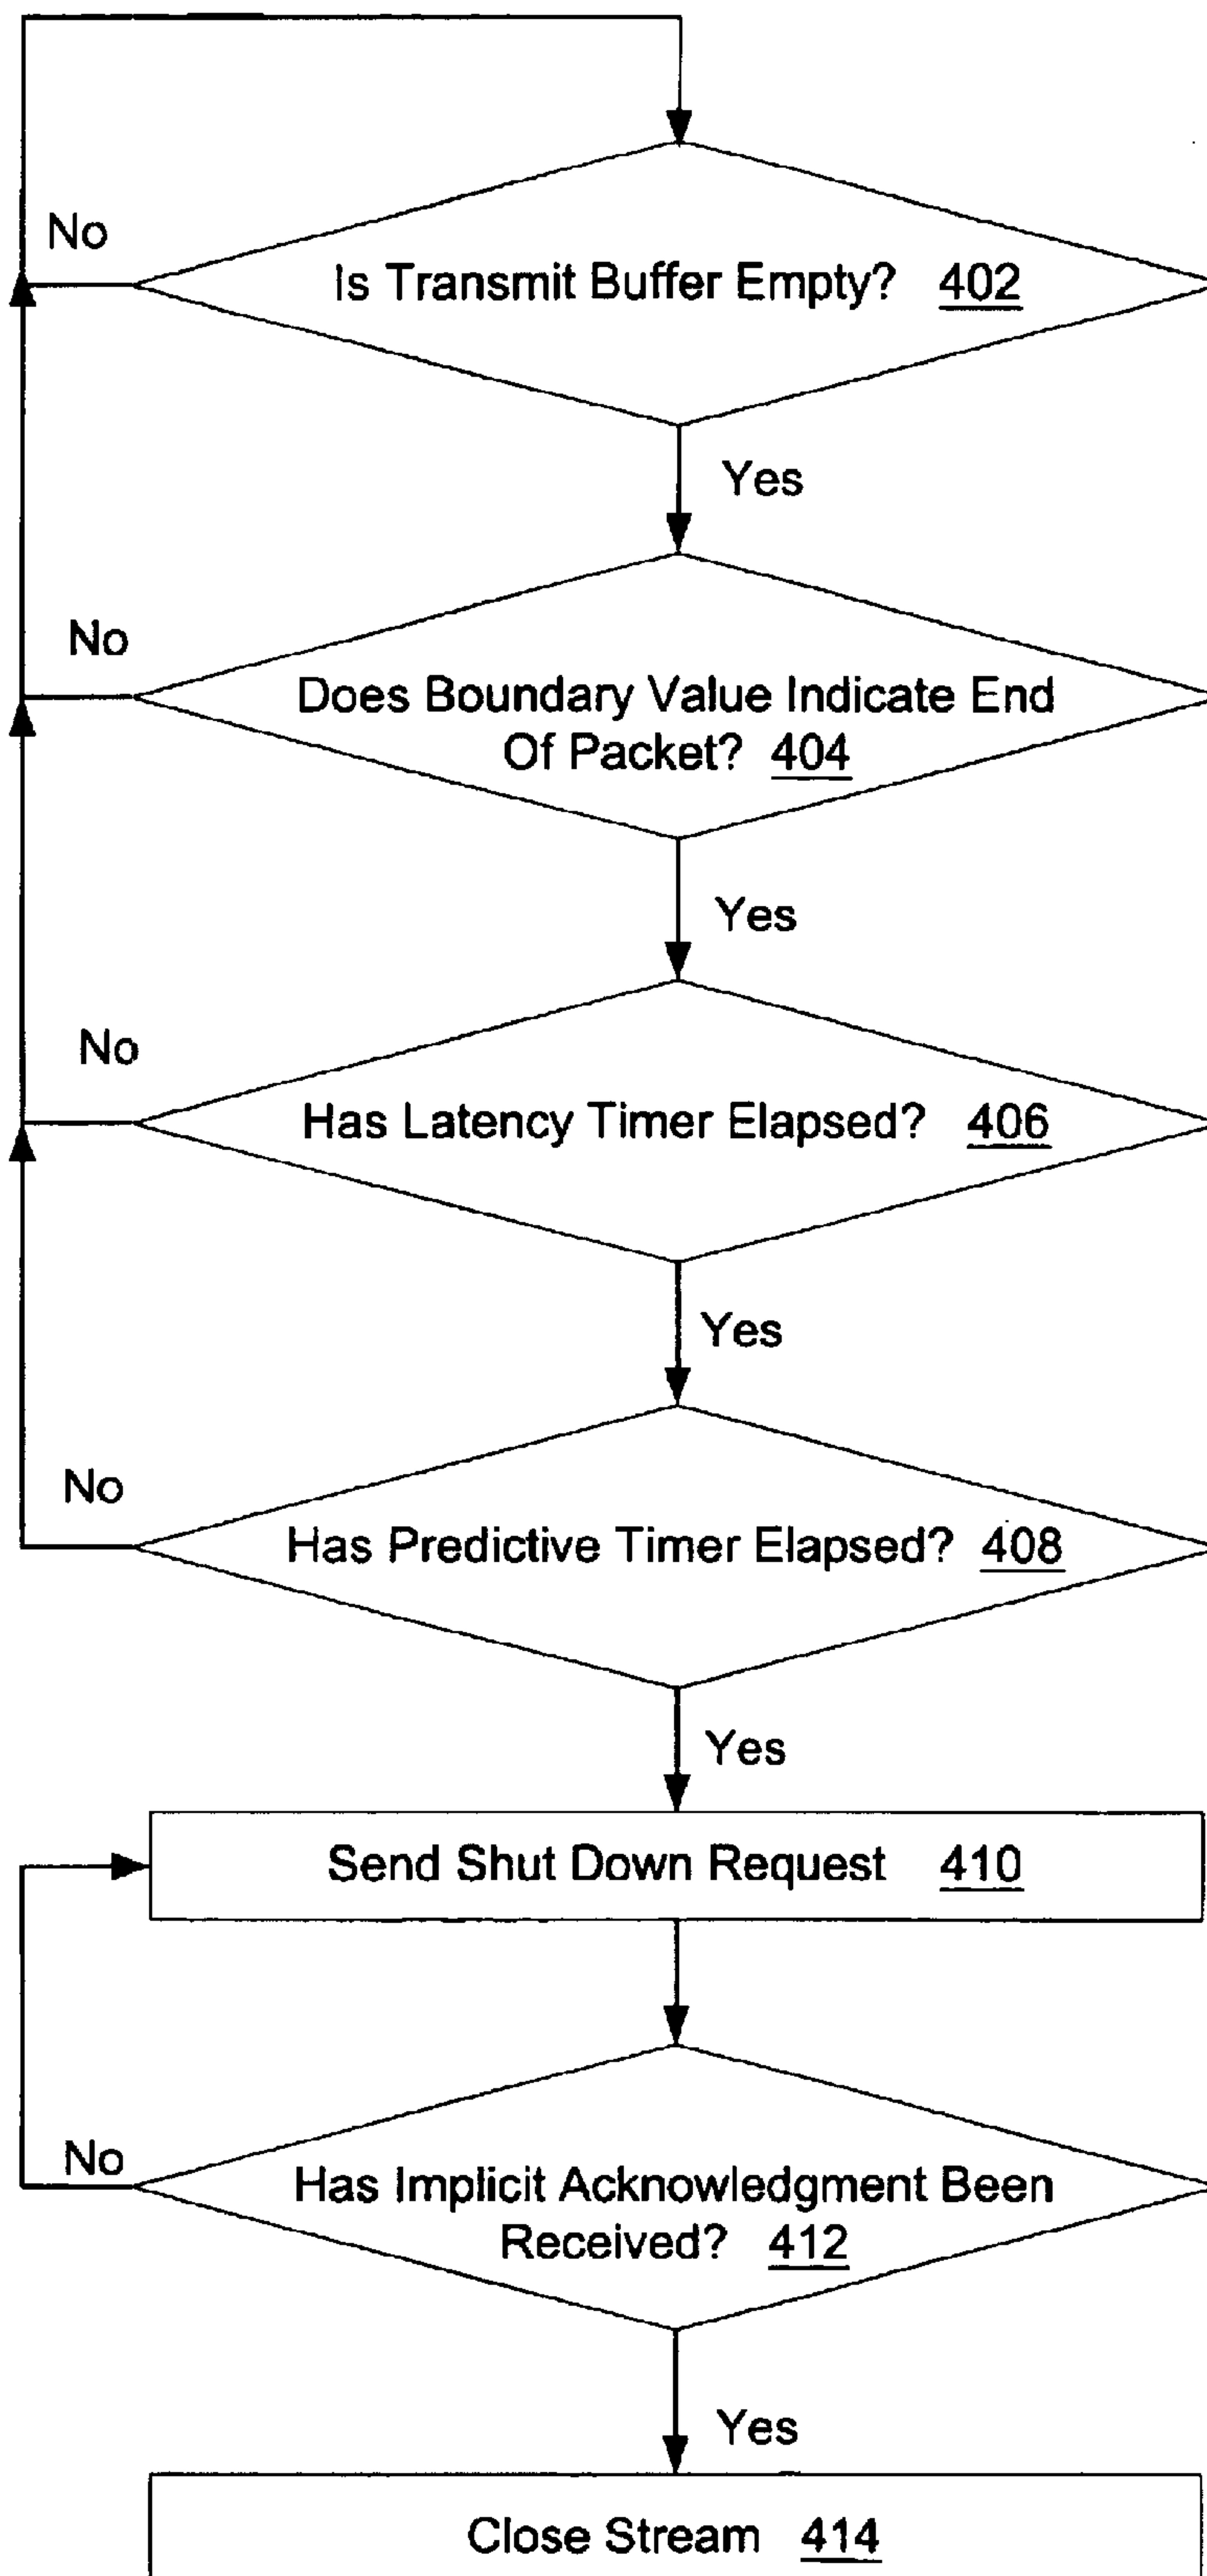 No
Is Transmit Buffer Empty? 402
Yes
No
Does Boundary Value Indicate End
Of Packet? 404
Yes
No
Has Latency Timer Elapsed? 406
Yes
No
Has Predictive Timer Elapsed? 408
Yes
Send Shut Down Request 410
No
Has Implicit Acknowledgment Been
Received? 412
Yes
Close Stream 414